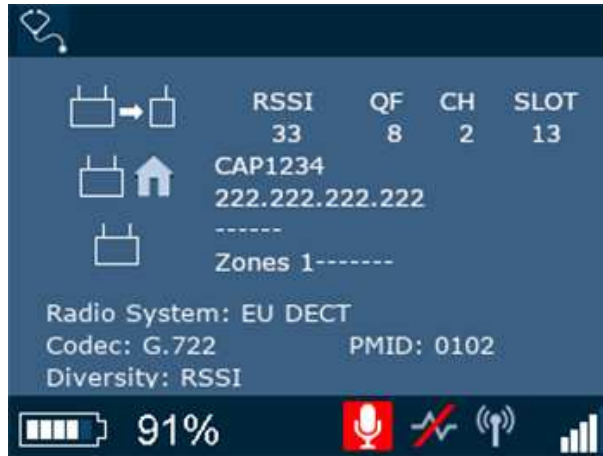 RSSI QF CH SLOT
33 8 2 13
CAP1234
222.222.222.222
------
Zones 1-------
Radio System: EU DECT
Codec: G.722 PMID: 0102
Diversity: RSSI
91%